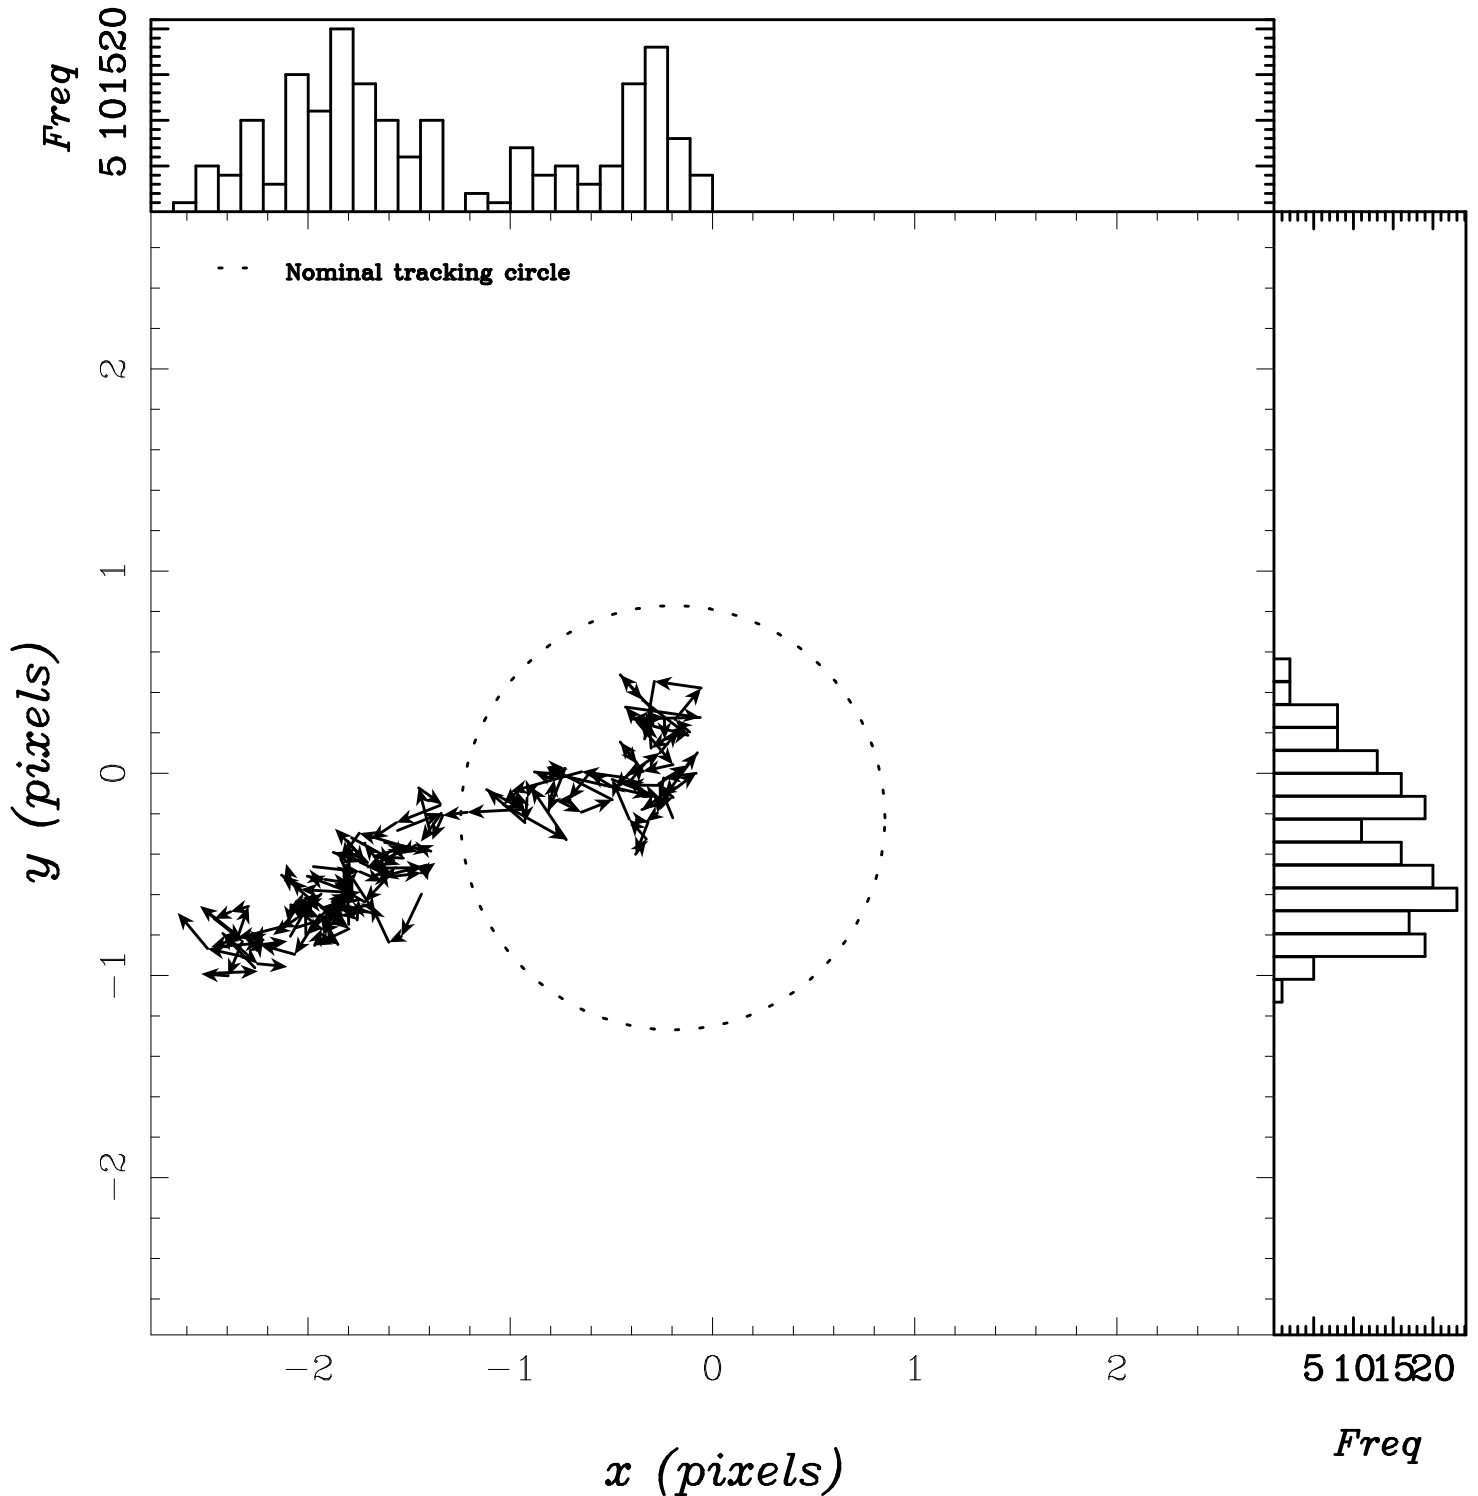 Freq
5 101520
Nominal tracking circle
2
1
0
−1
−2
y (pixels)
−2 −1 0 1 2
5 101520
x (pixels)
Freq